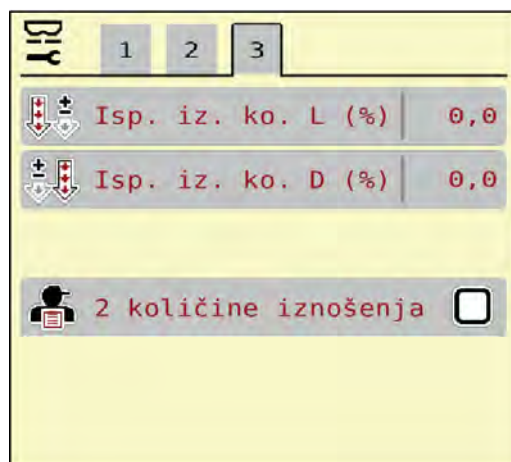 1 2 3
Isp. iz. ko. L (%) 0,0
Isp. iz. ko. D (%) 0,0
2 količine iznošenja